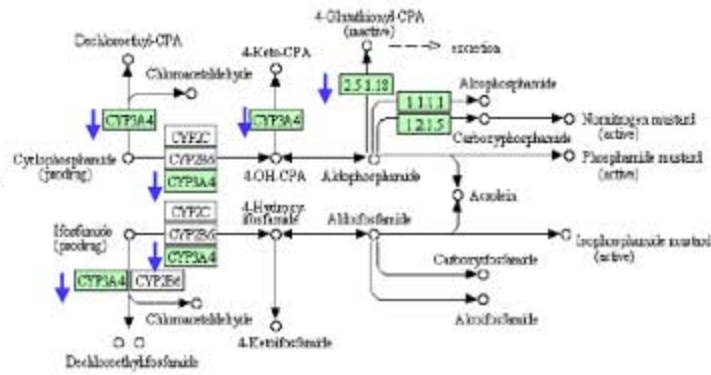 4-Glutathionyl-CPA
(inactive)
excretion
Dechloroethyl-CPA
4-Keto-CPA
Chloroacetaldehyde
2.5.1.18
Alcophosphamide
CYP3A4
CYP3A4
1.1.1.1
Nornitrogen mustard
(active)
1.2.1.5
CYP2C
Carboxyphosphamide
Cyclophosphamide
(prodrug)
CYP2B6
4-OH-CPA
Aldophosphamide
Phosphamide mustard
(active)
CYP3A4
Acrolein
CYP2C
4-Hydroxy-
ifosfamide
Aldoifosfamide
Ifosfamide
(prodrug)
CYP2B6
Isophosphamide mustard
(active)
CYP3A4
Carboxyifosfamide
CYP3A4
CYP2B6
Chloroacetaldehyde
Alcoifosfamide
4-Ketoifosfamide
Dechloroethylifosfamide